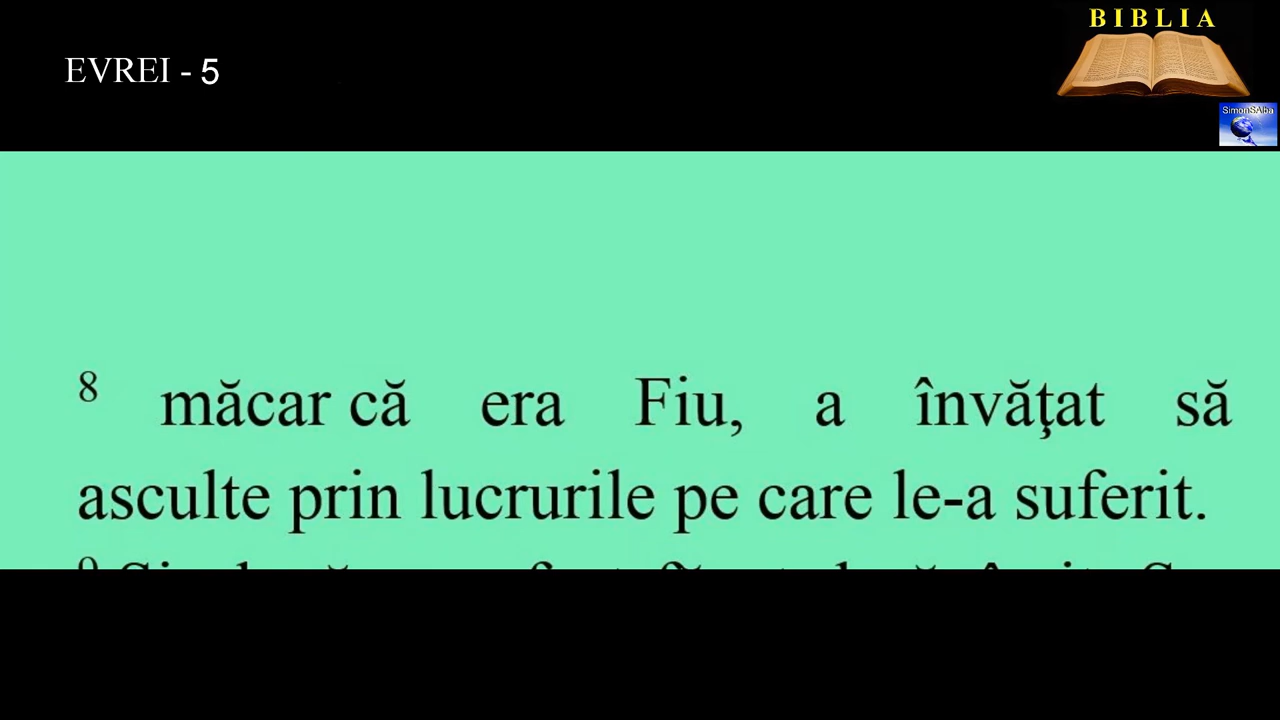 BIBLIA
EVREI - 5
SimonSAlba
8 măcar că era Fiu, a învăţat să
asculte prin lucrurile pe care le-a suferit.